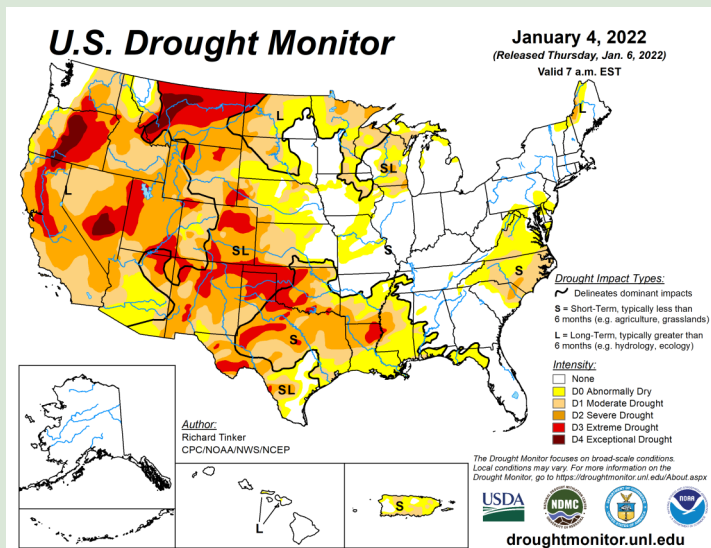 U.S. Drought Monitor
January 4, 2022
(Released Thursday, Jan. 6, 2022)
Valid 7 a.m. EST
L
L
SL
L
SL
S
S
S
SL
Drought Impact Types:
Delineates dominant impacts
S = Short-Term, typically less than
6 months (e.g. agriculture, grasslands)
L = Long-Term, typically greater than
6 months (e.g. hydrology, ecology)
Intensity:
None
D0 Abnormally Dry
D1 Moderate Drought
D2 Severe Drought
D3 Extreme Drought
D4 Exceptional Drought
Author:
Richard Tinker
CPC/NOAA/NWS/NCEP
L
S
The Drought Monitor focuses on broad-scale conditions.
Local conditions may vary. For more information on the
Drought Monitor, go to https://droughtmonitor.unl.edu/About.aspx
USDA
NDMC
NOAA
droughtmonitor.unl.edu